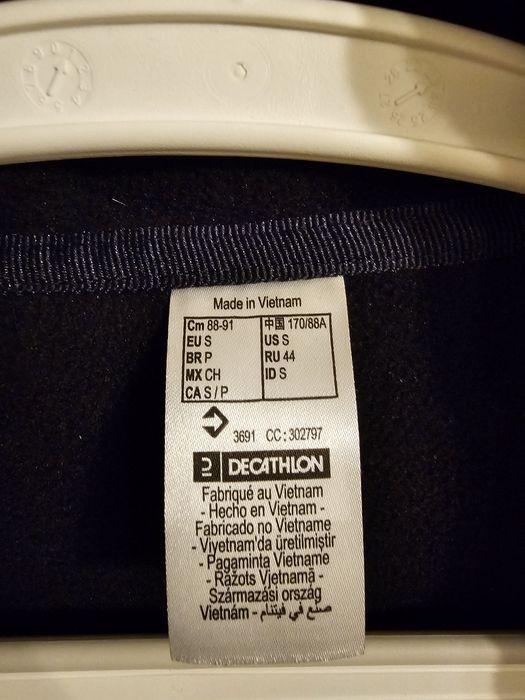 Made in Vietnam
Cm 88-91 中国 170/88A
EU S US S
BR P RU 44
MX CH ID S
CA S / P
3691 CC: 302797
DECATHLON
Fabriqué au Vietnam
- Hecho en Vietnam -
Fabricado no Vietname
- Viyetnam'da üretilmiştir
- Pagaminta Vietname
- Ražots Vjetnamā -
Származási ország
Vietnám - صنع في فيتنام